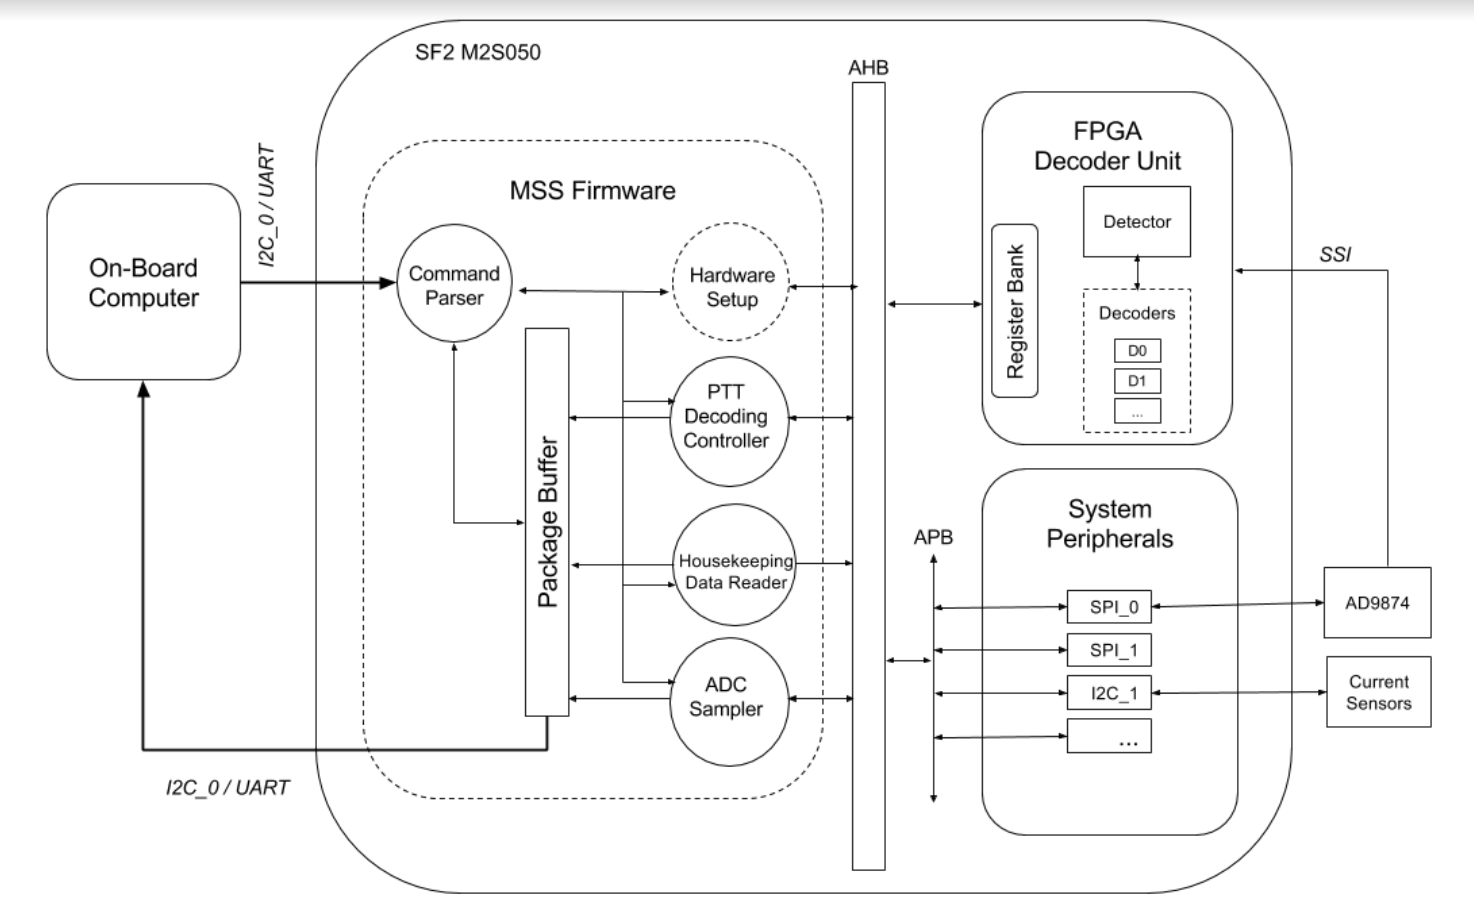 SF2 M2S050
AHB
I2C_0 / UART
On-Board
Computer
MSS Firmware
Command
Parser
Hardware
Setup
PTT
Decoding
Controller
Package Buffer
Housekeeping
Data Reader
ADC
Sampler
I2C_0 / UART
FPGA
Decoder Unit
Register Bank
Detector
Decoders
D0
D1
...
SSI
APB
System
Peripherals
SPI_0
SPI_1
I2C_1
...
AD9874
Current
Sensors